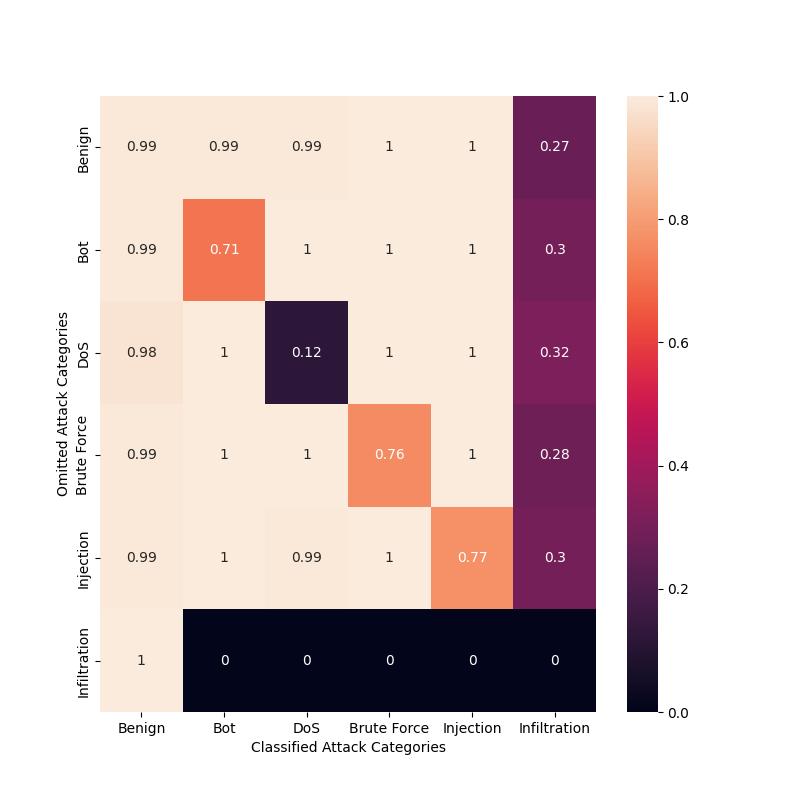 Omitted Attack Categories
Benign 0.99 0.99 0.99 1 1 0.27
Bot 0.99 0.71 1 1 1 0.3
DoS 0.98 1 0.12 1 1 0.32
Brute Force 0.99 1 1 0.76 1 0.28
Injection 0.99 1 0.99 1 0.77 0.3
Infiltration 1 0 0 0 0 0
Benign Bot DoS Brute Force Injection Infiltration
Classified Attack Categories
1.0
0.8
0.6
0.4
0.2
0.0